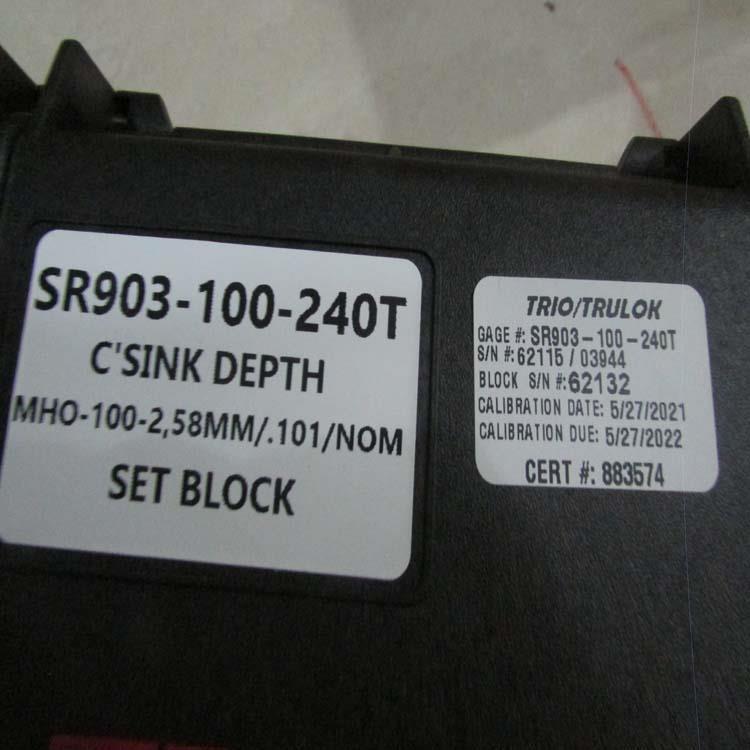 SR903-100-240T
C'SINK DEPTH
MHO-100-2,58MM/.101/NOM
SET BLOCK
TRIO/TRULOK
GAGE #: SR903-100-240T
S/N #: 62115 / 03944
BLOCK S/N #: 62132
CALIBRATION DATE: 5/27/2021
CALIBRATION DUE: 5/27/2022
CERT #: 883574